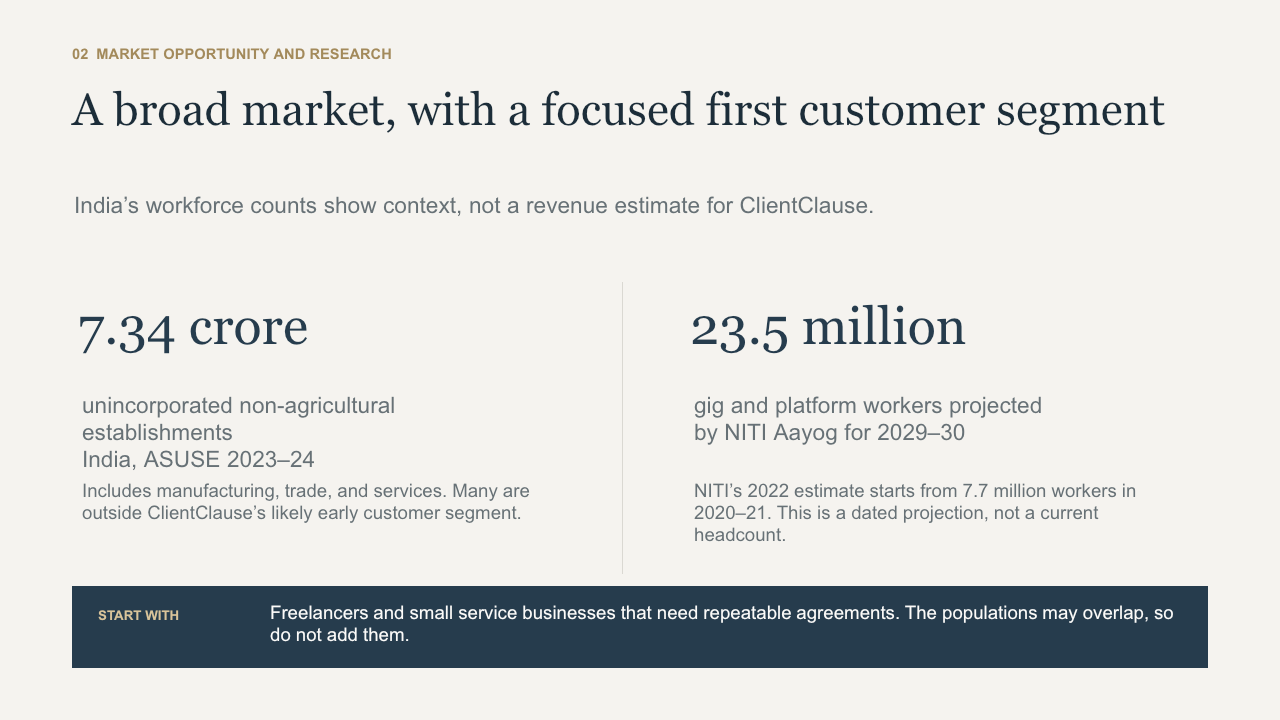 02 MARKET OPPORTUNITY AND RESEARCH
A broad market, with a focused first customer segment
India’s workforce counts show context, not a revenue estimate for ClientClause.
7.34 crore
unincorporated non-agricultural
establishments
India, ASUSE 2023–24
Includes manufacturing, trade, and services. Many are
outside ClientClause’s likely early customer segment.
23.5 million
gig and platform workers projected
by NITI Aayog for 2029–30
NITI’s 2022 estimate starts from 7.7 million workers in
2020–21. This is a dated projection, not a current
headcount.
START WITH
Freelancers and small service businesses that need repeatable agreements. The populations may overlap, so
do not add them.